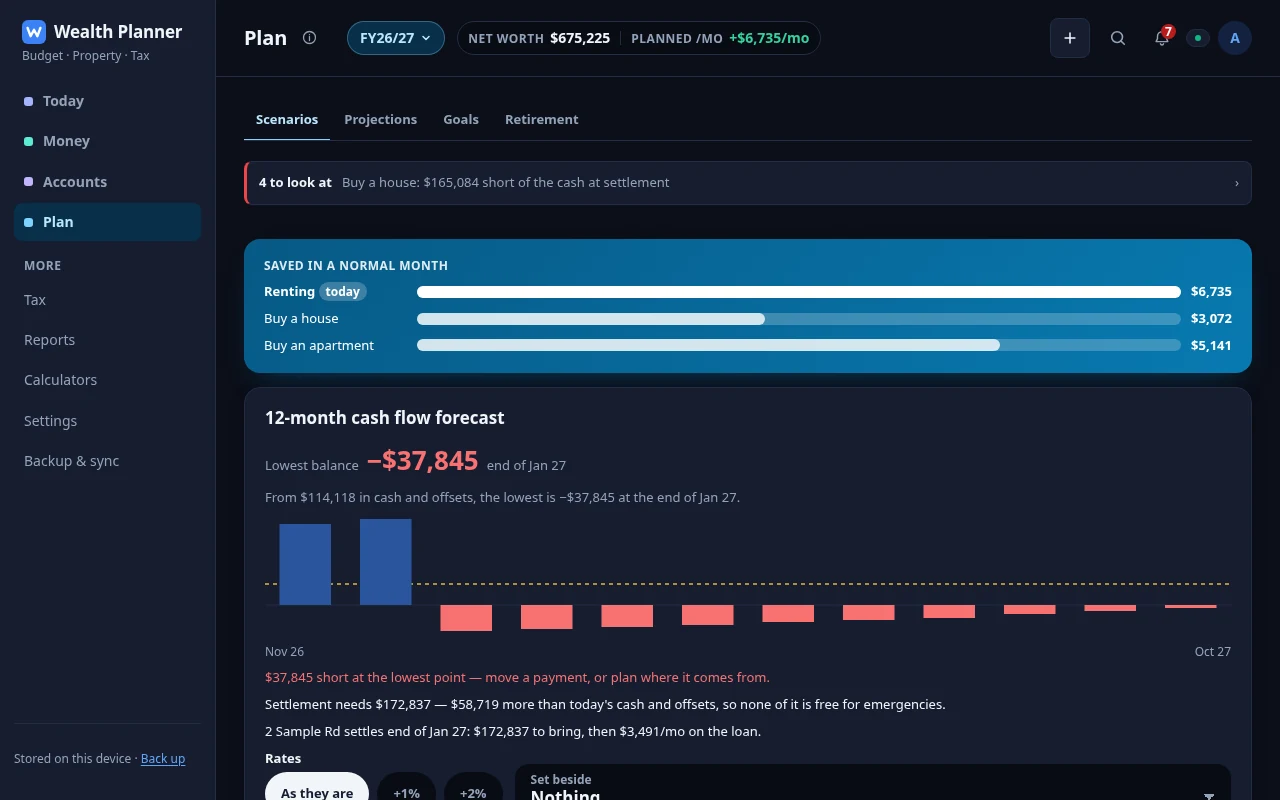 Wealth Planner
Budget · Property · Tax
Today
Money
Accounts
Plan
MORE
Tax
Reports
Calculators
Settings
Backup & sync
Stored on this device · Back up
Plan
FY26/27
NET WORTH $675,225
PLANNED /MO +$6,735/mo
7
A
Scenarios Projections Goals Retirement
4 to look at Buy a house: $165,084 short of the cash at settlement
SAVED IN A NORMAL MONTH
Renting today $6,735
Buy a house $3,072
Buy an apartment $5,141
12-month cash flow forecast
Lowest balance −$37,845 end of Jan 27
From $114,118 in cash and offsets, the lowest is −$37,845 at the end of Jan 27.
Nov 26 Oct 27
$37,845 short at the lowest point — move a payment, or plan where it comes from.
Settlement needs $172,837 — $58,719 more than today's cash and offsets, so none of it is free for emergencies.
2 Sample Rd settles end of Jan 27: $172,837 to bring, then $3,491/mo on the loan.
Rates
As they are +1% +2%
Set beside
Nothing